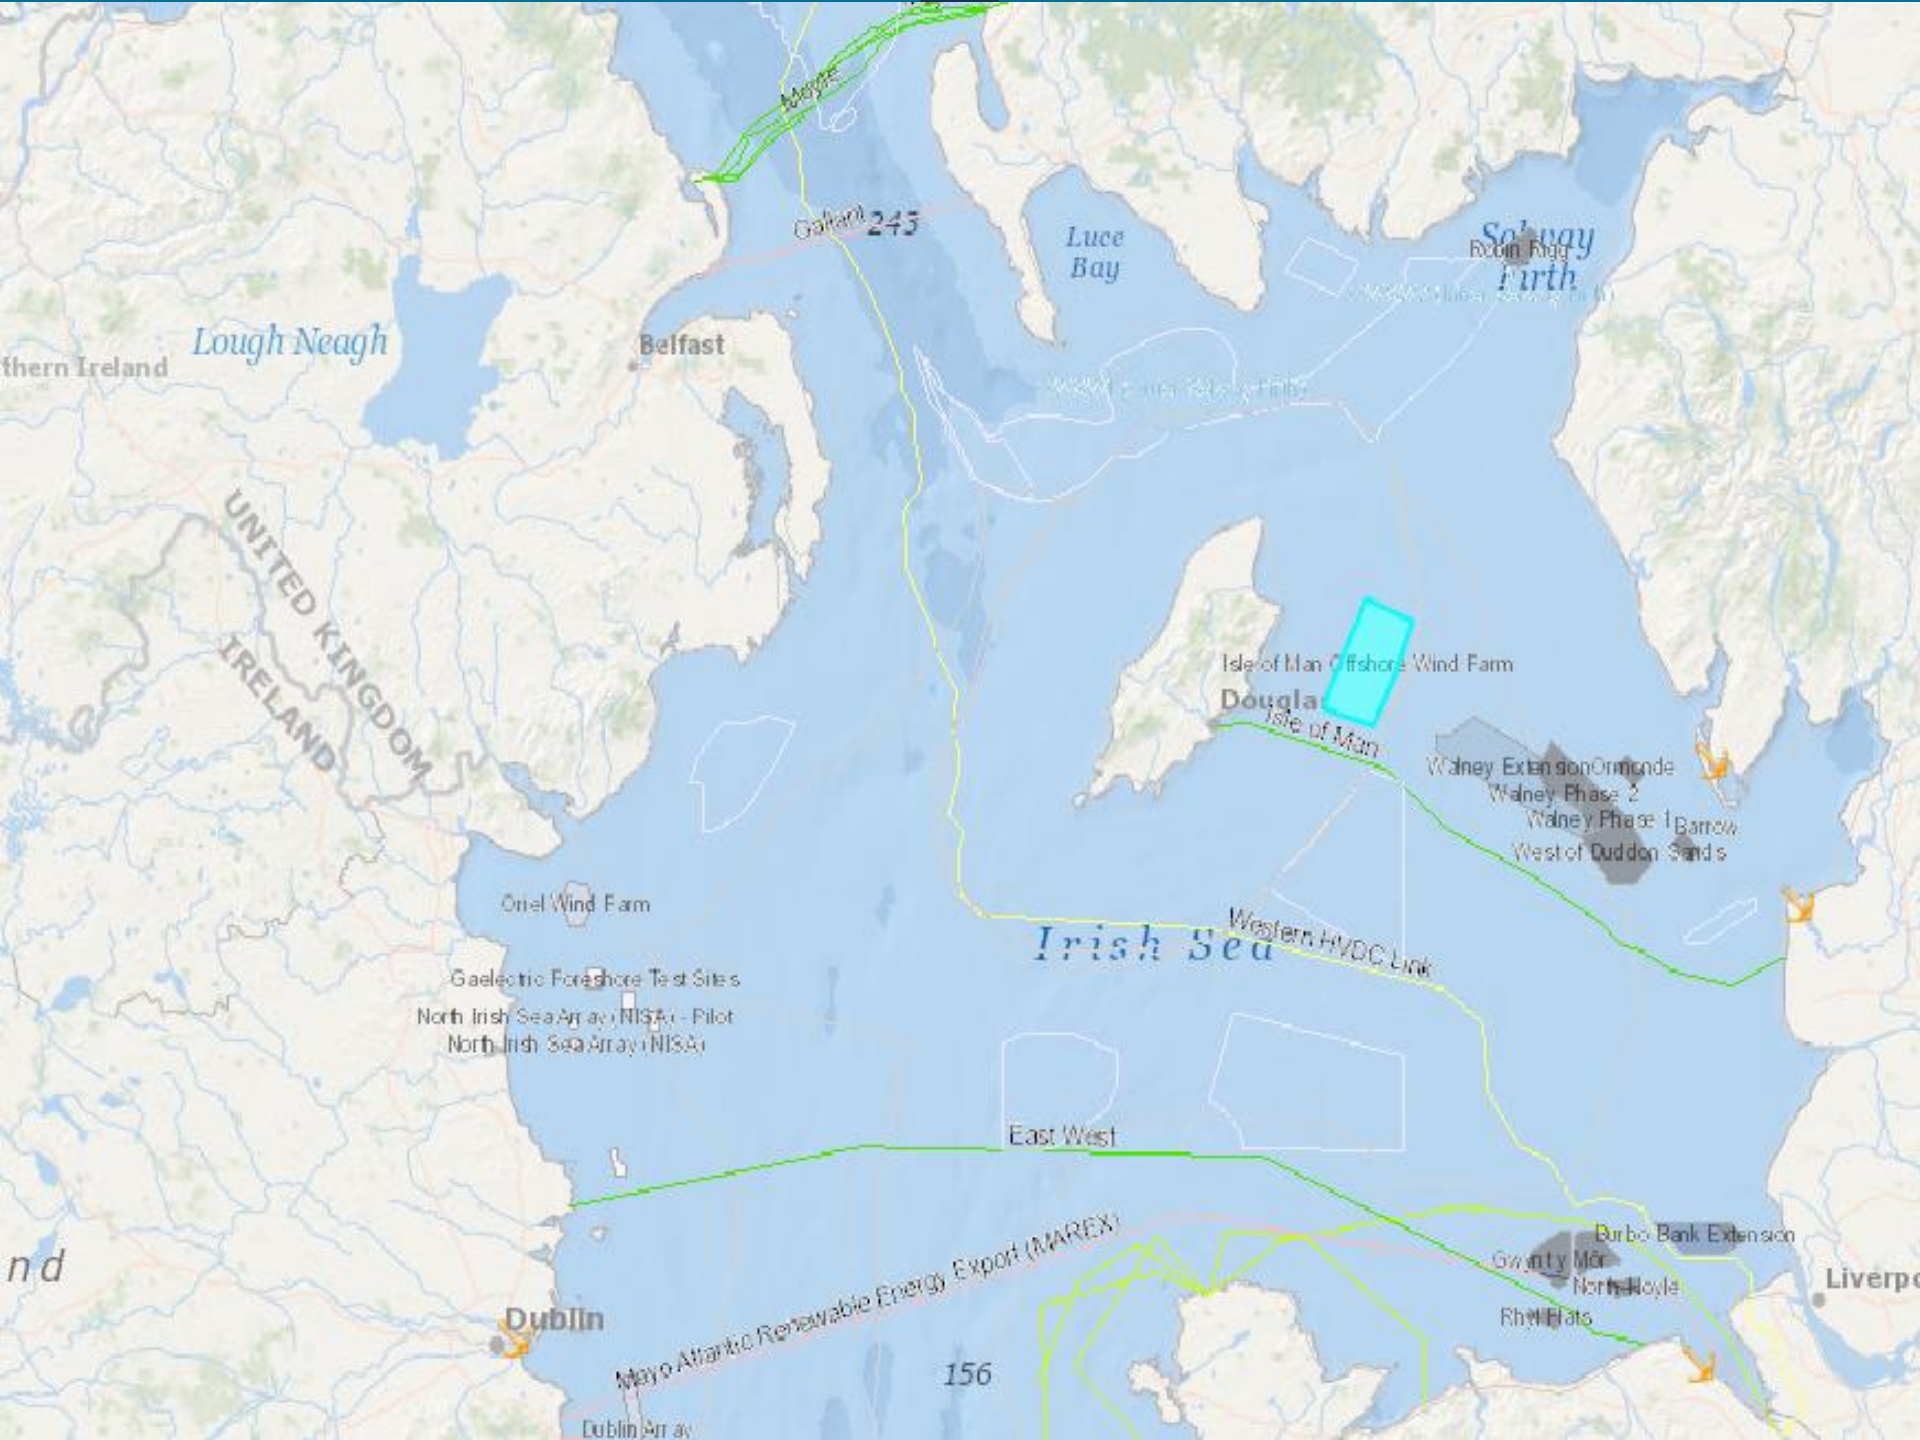 Moyle
Gallant
243
Luce
Bay
Solway
Firth
Robin Rigg
Lough Neagh
Belfast
thern Ireland
UNITED KINGDOM
IRELAND
Isle of Man Offshore Wind Farm
Douglas
Isle of Man
Walney Extension
Ormonde
Walney Phase 2
Walney Phase 1
Barrow
West of Duddon Sands
Oriel Wind Farm
Western HVDC Link
Irish Sea
Gaelectric Foreshore Test Sites
North Irish Sea Array (NISA) - Pilot
North Irish Sea Array (NISA)
East West
Mayo Atlantic Renewable Energy Export (MAREX)
Burbo Bank Extension
Gwynt y Môr
North Hoyle
Rhyl Flats
nd
Liverpo
Dublin
156
Dublin Array